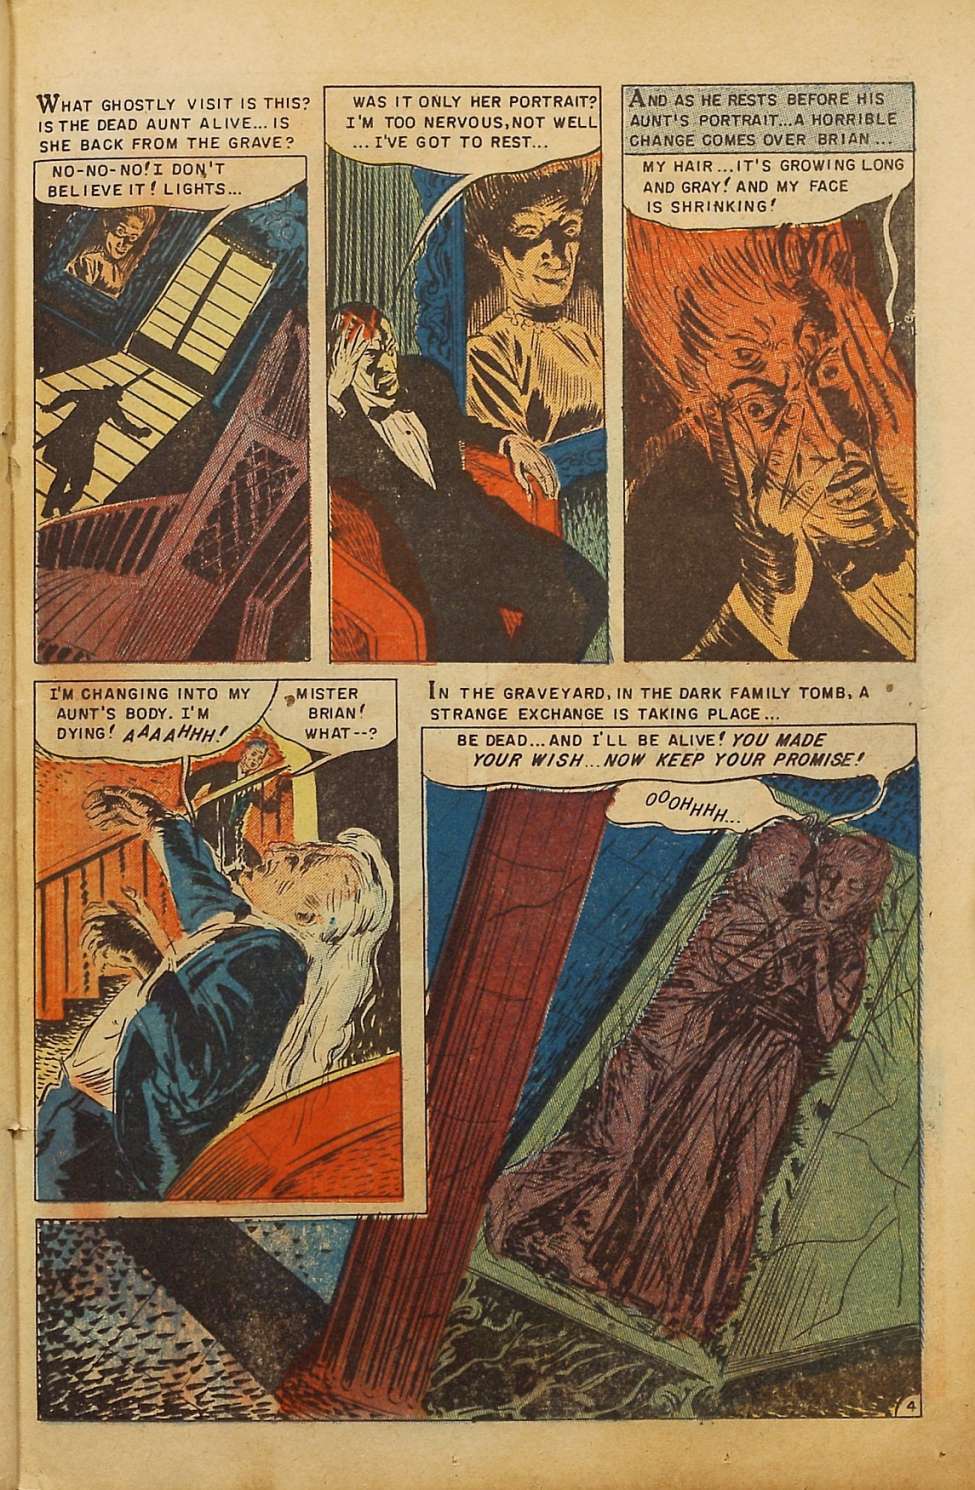 WHAT GHOSTLY VISIT IS THIS?
IS THE DEAD AUNT ALIVE... IS
SHE BACK FROM THE GRAVE?
NO-NO-NO! I DON'T
BELIEVE IT! LIGHTS...
WAS IT ONLY HER PORTRAIT?
I'M TOO NERVOUS, NOT WELL
...I'VE GOT TO REST...
AND AS HE RESTS BEFORE HIS
AUNT'S PORTRAIT...A HORRIBLE
CHANGE COMES OVER BRIAN...
MY HAIR...IT'S GROWING LONG
AND GRAY! AND MY FACE
IS SHRINKING!
I'M CHANGING INTO MY
AUNT'S BODY. I'M
DYING! AAAAHHH!
MISTER
BRIAN!
WHAT--?
IN THE GRAVEYARD, IN THE DARK FAMILY TOMB, A
STRANGE EXCHANGE IS TAKING PLACE...
BE DEAD...AND I'LL BE ALIVE! YOU MADE
YOUR WISH...NOW KEEP YOUR PROMISE!
OOOHHHH...
4